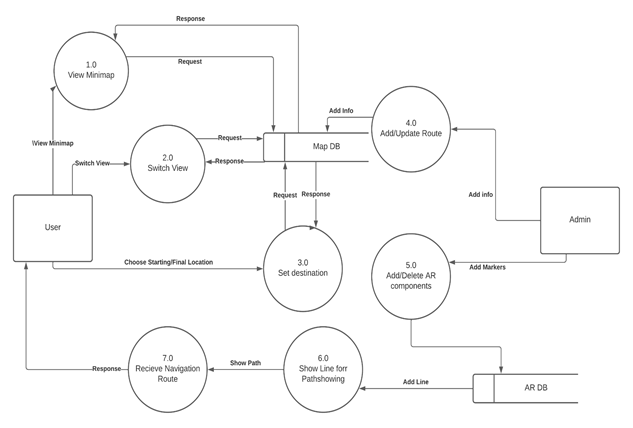 Response
1.0
View Minimap
Request
Add Info
4.0
Add/Update Route
Request
Map DB
!View Minimap
2.0
Switch View
Switch View
Response
Request
Response
Add info
User
Admin
Choose Starting/Final Location
3.0
Set destination
5.0
Add/Delete AR
components
Add Markers
7.0
Recieve Navigation
Route
Response
Show Path
6.0
Show Line forr
Pathshowing
Add Line
AR DB